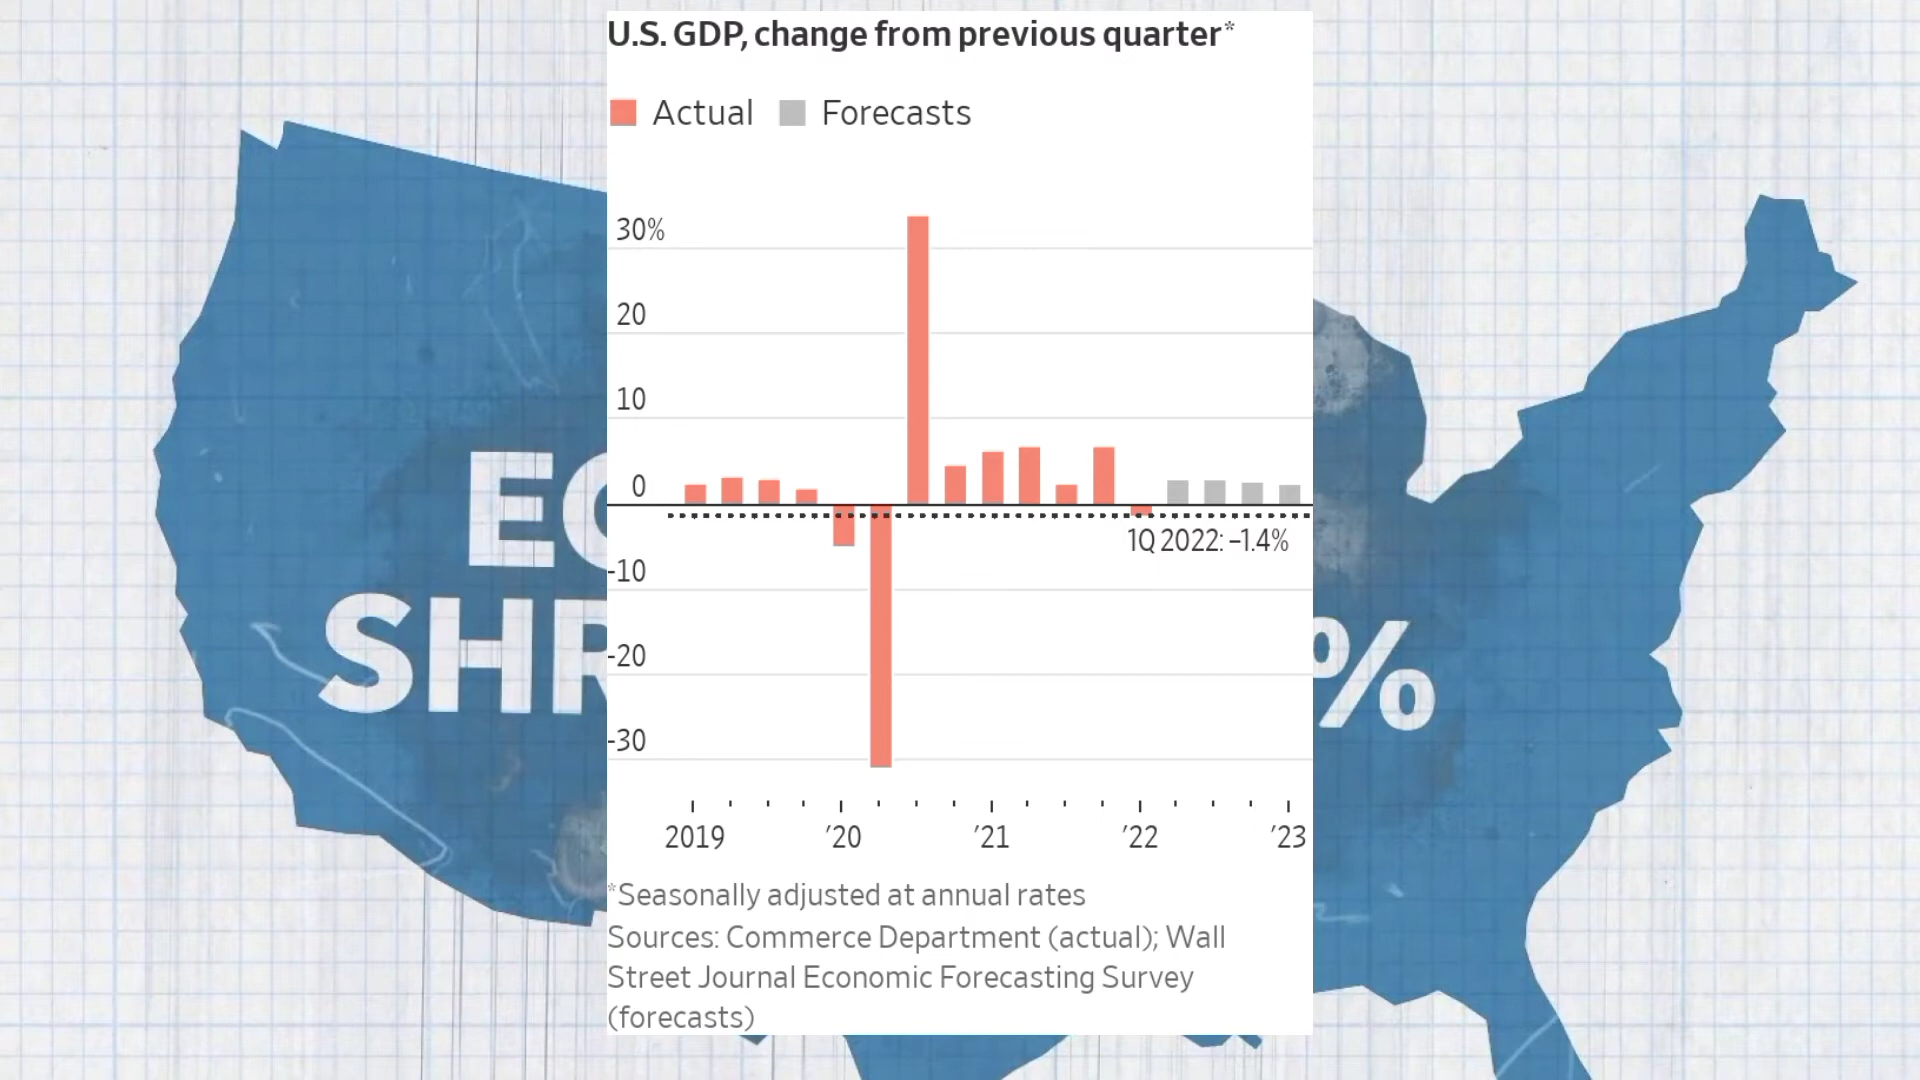 U.S. GDP, change from previous quarter*
Actual Forecasts
30%
20
10
0
-10
-20
-30
1Q 2022: –1.4%
2019 ’20 ’21 ’22 ’23
*Seasonally adjusted at annual rates
Sources: Commerce Department (actual); Wall
Street Journal Economic Forecasting Survey
(forecasts)
%